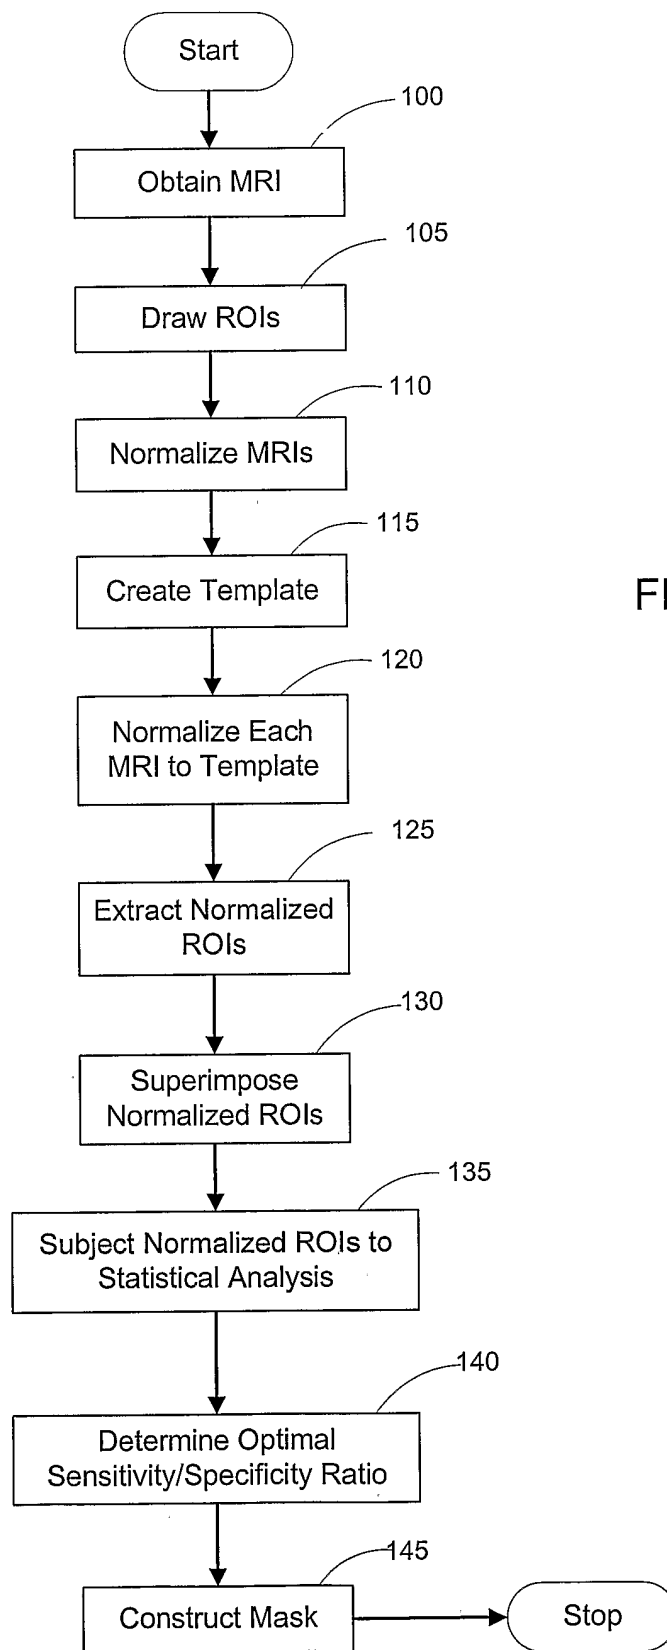 Start
100
Obtain MRI
105
Draw ROIs
110
Normalize MRIs
115
Create Template
FI
120
Normalize Each
MRI to Template
125
Extract Normalized
ROIs
130
Superimpose
Normalized ROIs
135
Subject Normalized ROIs to
Statistical Analysis
140
Determine Optimal
Sensitivity/Specificity Ratio
145
Construct Mask
Stop